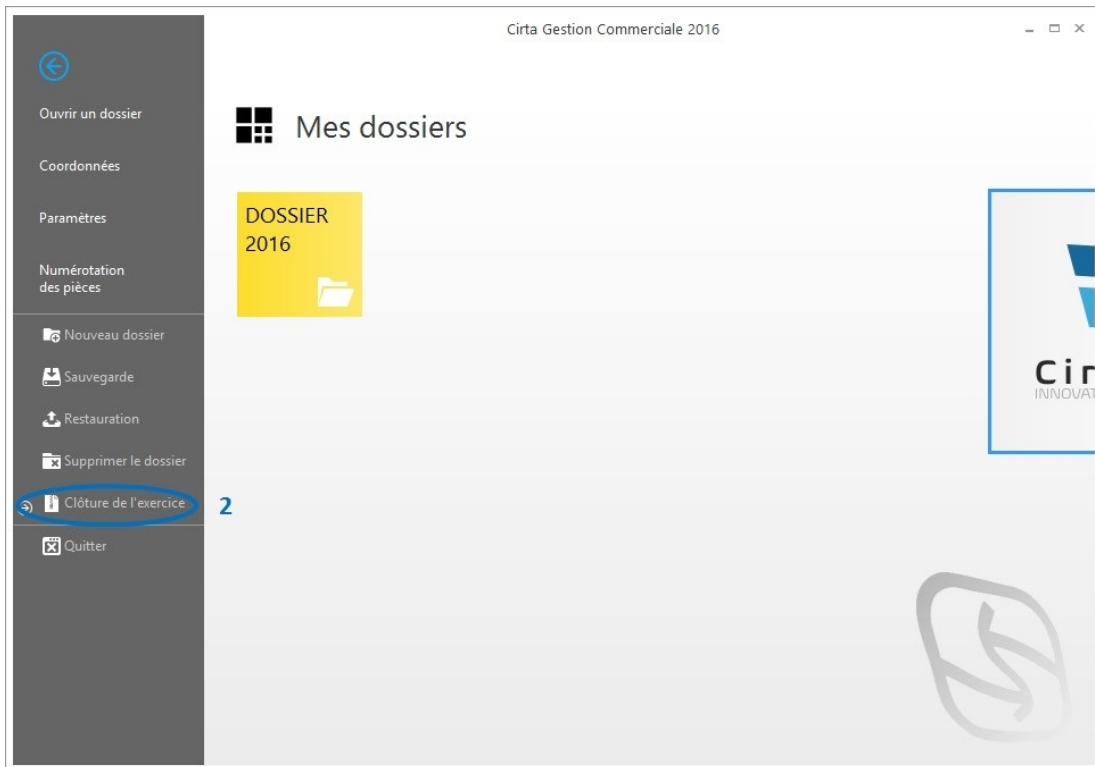 Cirta Gestion Commerciale 2016
Ouvrir un dossier
Coordonnées
Paramètres
Numérotation
des pièces
Nouveau dossier
Sauvegarde
Restauration
Supprimer le dossier
Clôture de l'exercice
2
Quitter
Mes dossiers
DOSSIER
2016
Cir
INNOVAT